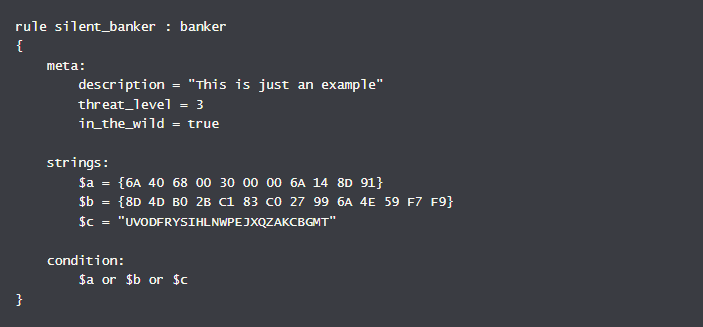 rule silent_banker : banker
{
meta:
description = "This is just an example"
threat_level = 3
in_the_wild = true
strings:
$a = {6A 40 68 00 30 00 00 6A 14 8D 91}
$b = {8D 4D B0 2B C1 83 C0 27 99 6A 4E 59 F7 F9}
$c = "UVODFRYSIHLNWPEJXQZAKCBGMT"
condition:
$a or $b or $c
}